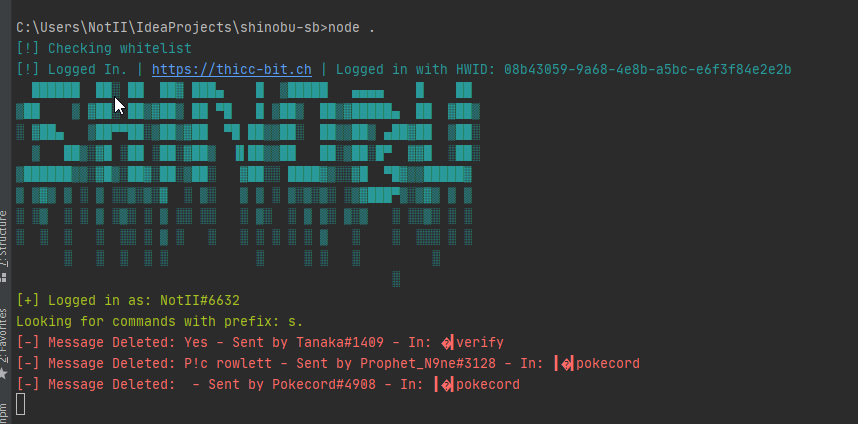 C:\Users\NotII\IdeaProjects\shinobu-sb>node .
[!] Checking whitelist
[!] Logged In. | https://thicc-bit.ch | Logged in with HWID: 08b43059-9a68-4e8b-a5bc-e6f3f84e2e2b
[+] Logged in as: NotII#6632
Looking for commands with prefix: s.
[-] Message Deleted: Yes - Sent by Tanaka#1409 - In: �┃verify
[-] Message Deleted: P!c rowlett - Sent by Prophet_N9ne#3128 - In: ┃�┃pokecord
[-] Message Deleted:  - Sent by Pokecord#4908 - In: ┃�┃pokecord
7: Structure
2: Favorites
npm